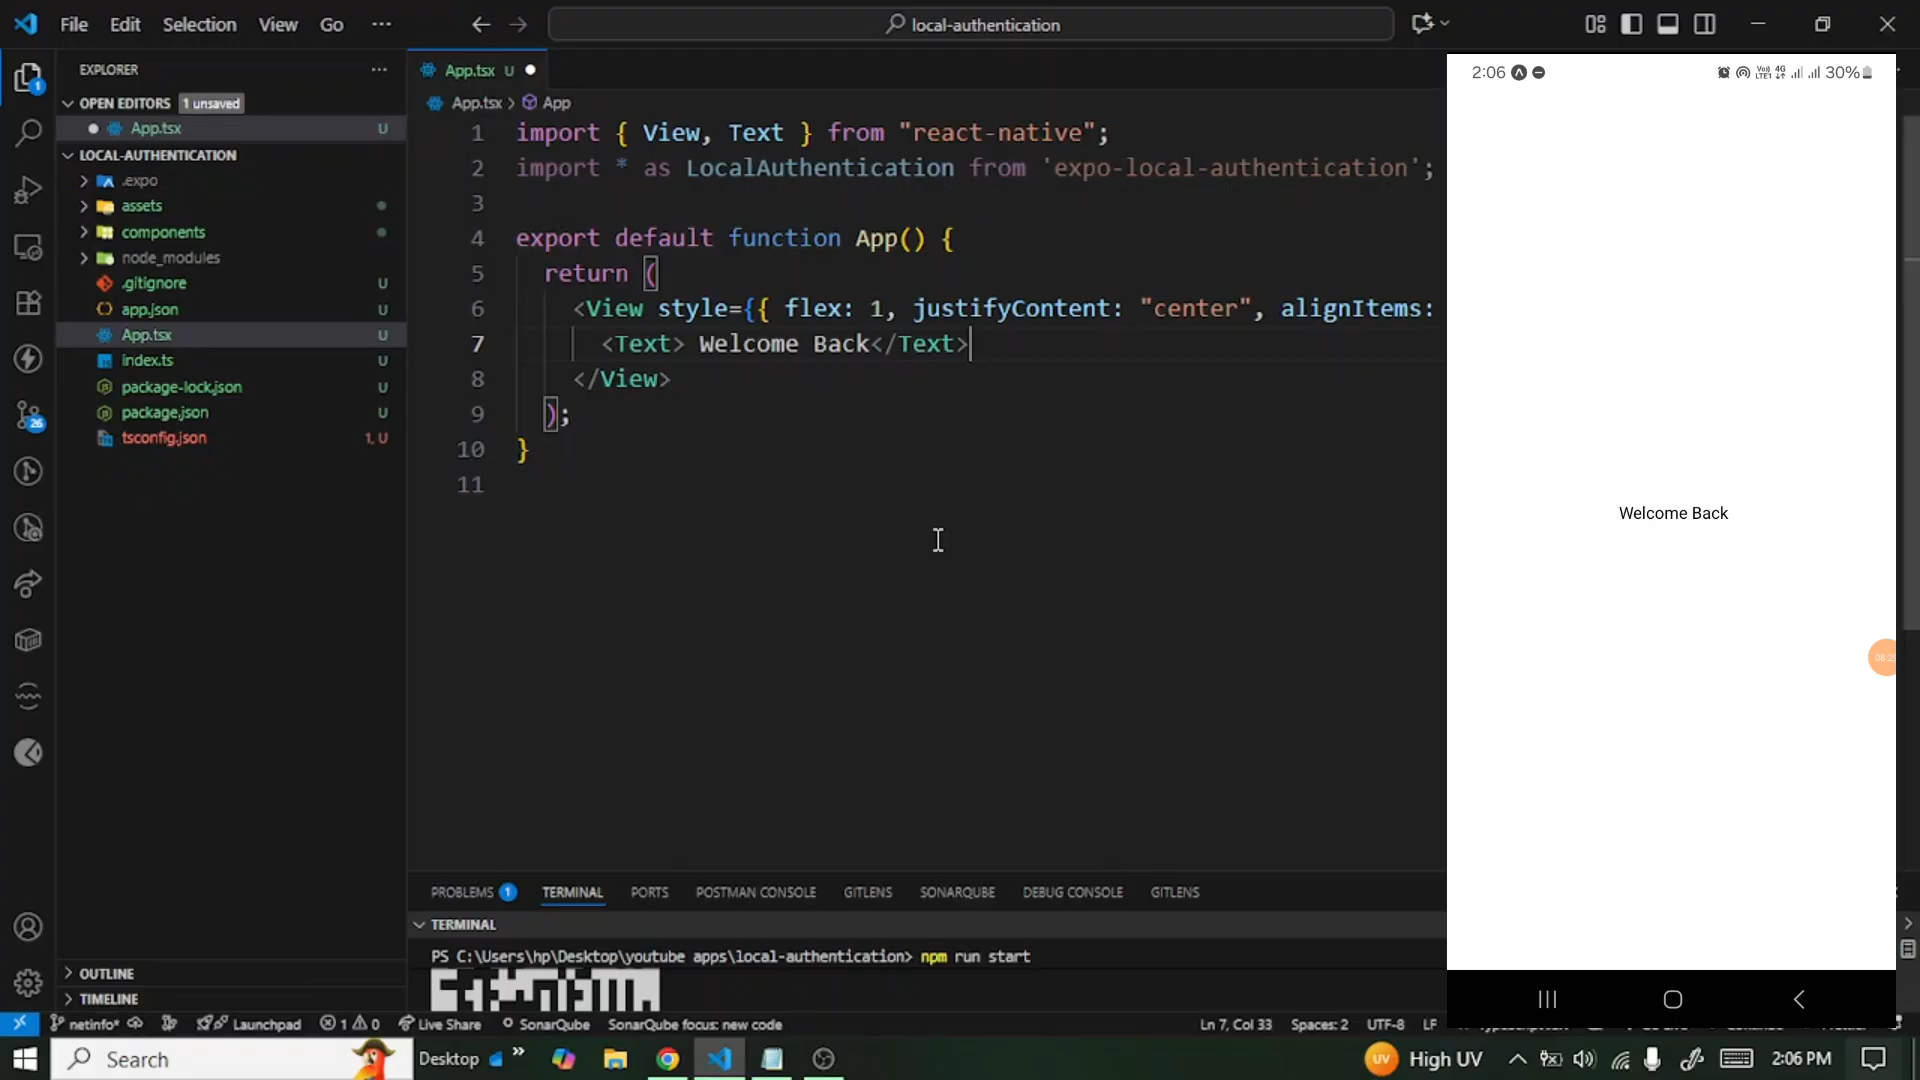 File Edit Selection View Go ··· local-authentication
EXPLORER
OPEN EDITORS 1 unsaved
App.tsx U
LOCAL-AUTHENTICATION
.expo
assets
components
node_modules
.gitignore U
app.json U
App.tsx U
index.ts U
package-lock.json U
package.json U
tsconfig.json 1, U
OUTLINE
TIMELINE
1
26
App.tsx U
App.tsx > App
1 import { View, Text } from "react-native";
2 import * as LocalAuthentication from 'expo-local-authentication';
3
4 export default function App() {
5 return (
6 <View style={{ flex: 1, justifyContent: "center", alignItems:
7 <Text> Welcome Back</Text>
8 </View>
9 );
10 }
11
PROBLEMS 1 TERMINAL PORTS POSTMAN CONSOLE GITLENS SONARQUBE DEBUG CONSOLE GITLENS
TERMINAL
PS C:\Users\hp\Desktop\youtube apps\local-authentication> npm run start
2:06 30%
Welcome Back
netinfo* Launchpad 1 0 Live Share SonarQube SonarQube focus: new code Ln 7, Col 33 Spaces: 2 UTF-8 LF
Search Desktop UV High UV 2:06 PM